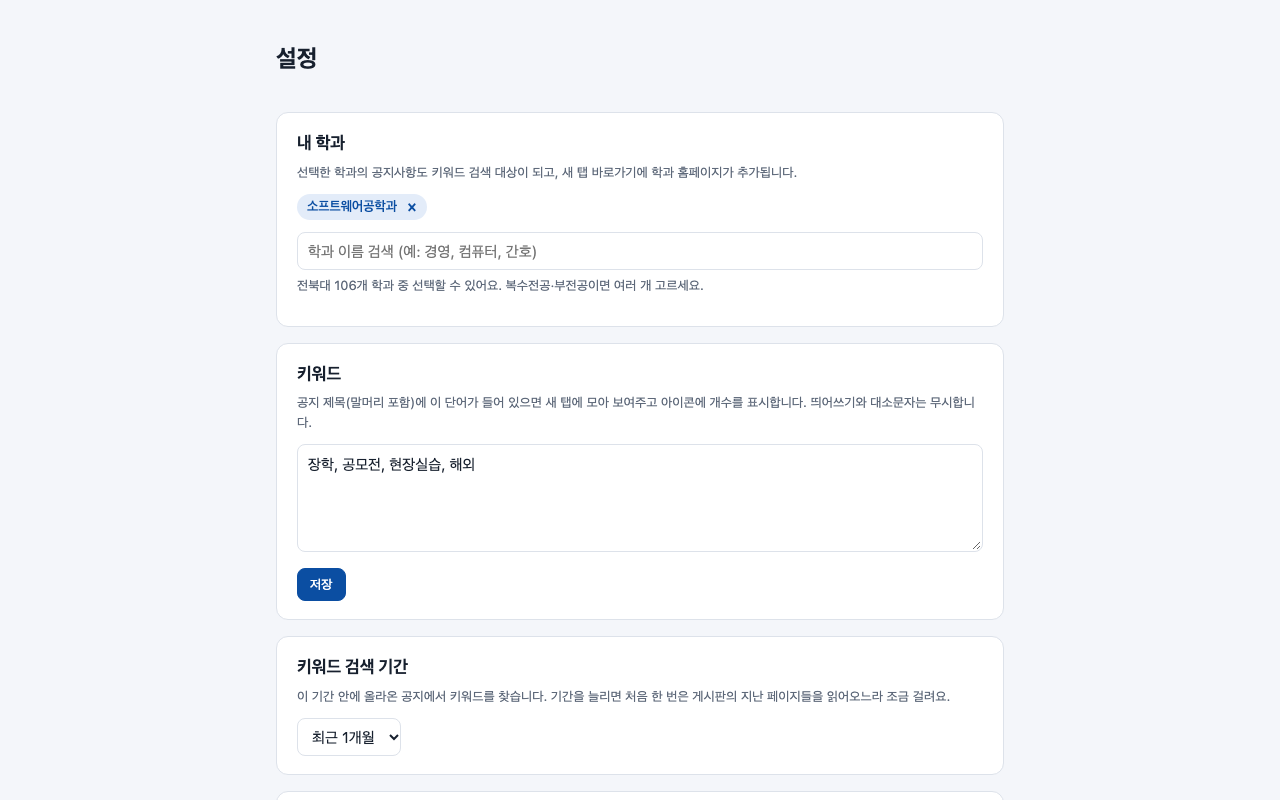 설정
내 학과
선택한 학과의 공지사항도 키워드 검색 대상이 되고, 새 탭 바로가기에 학과 홈페이지가 추가됩니다.
소프트웨어공학과 ×
학과 이름 검색 (예: 경영, 컴퓨터, 간호)
전북대 106개 학과 중 선택할 수 있어요. 복수전공·부전공이면 여러 개 고르세요.
키워드
공지 제목(말머리 포함)에 이 단어가 들어 있으면 새 탭에 모아 보여주고 아이콘에 개수를 표시합니다. 띄어쓰기와 대소문자는 무시합니
다.
장학, 공모전, 현장실습, 해외
저장
키워드 검색 기간
이 기간 안에 올라온 공지에서 키워드를 찾습니다. 기간을 늘리면 처음 한 번은 게시판의 지난 페이지들을 읽어오느라 조금 걸려요.
최근 1개월